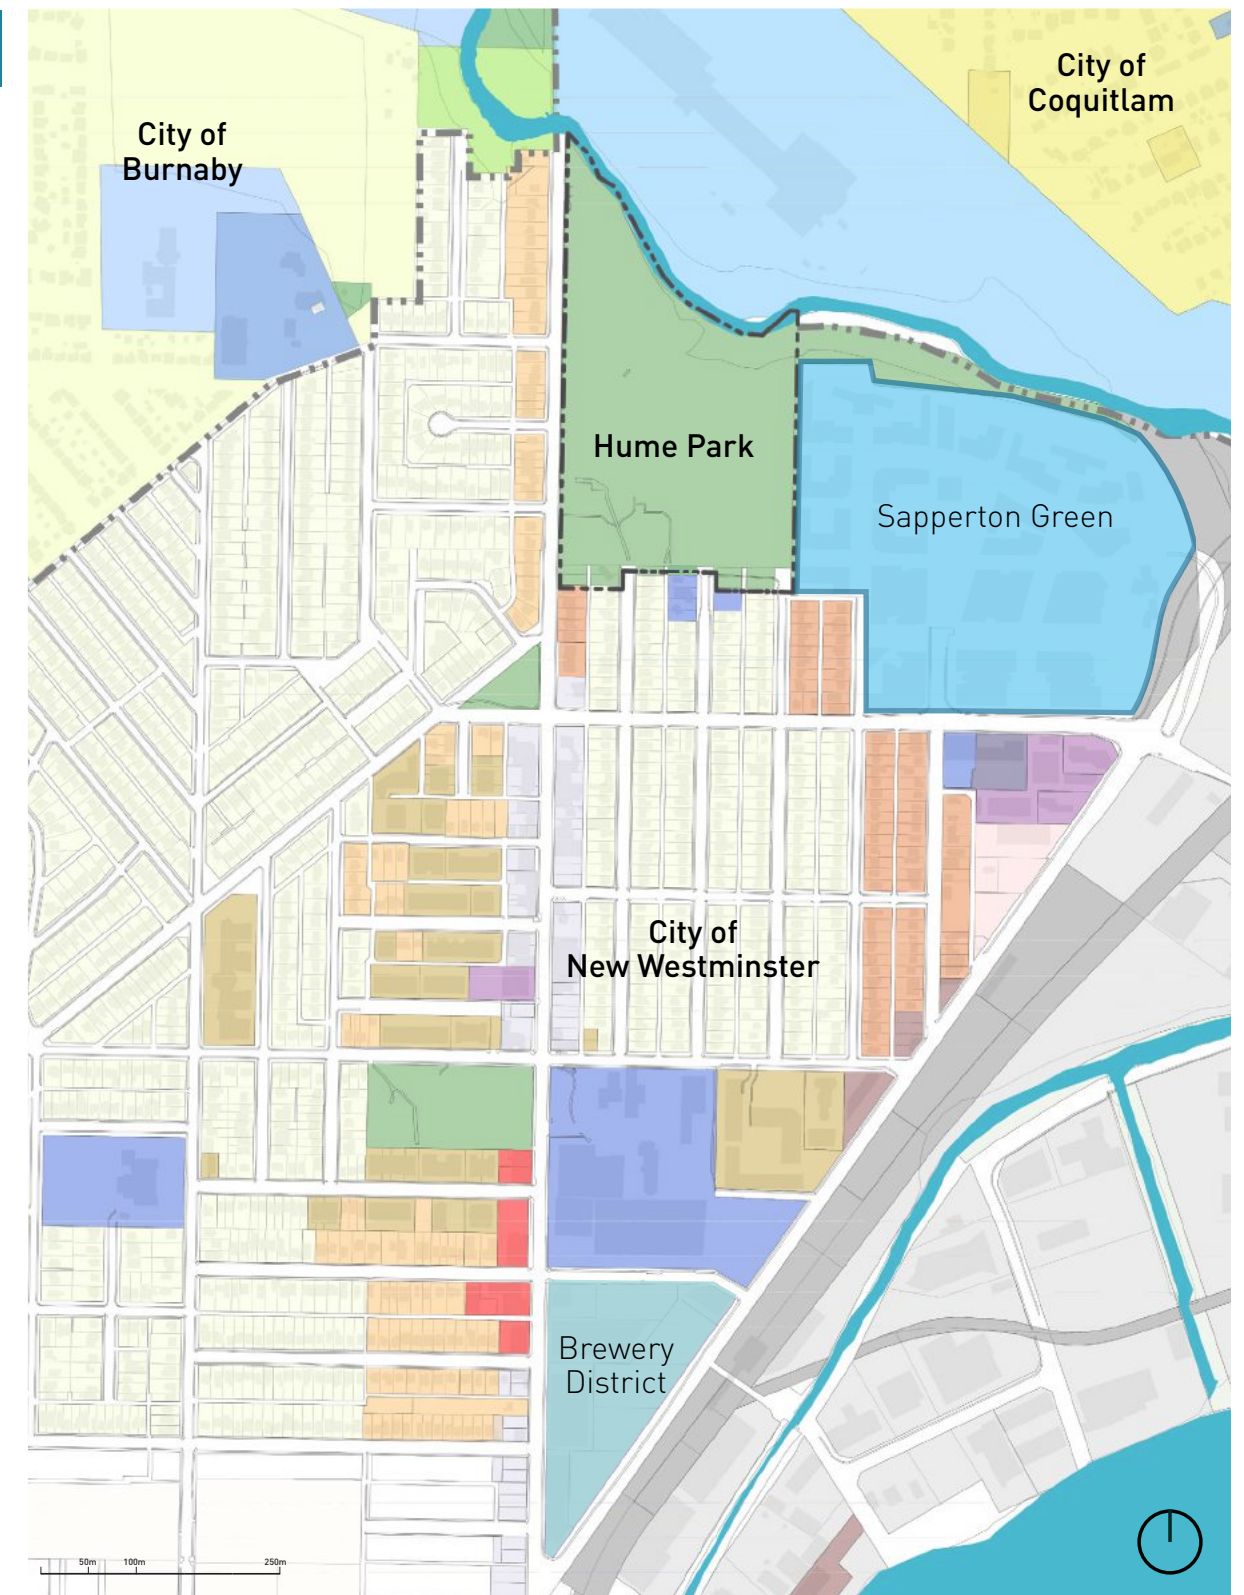 City of
Coquitlam
City of
Burnaby
Hume Park
Sapperton Green
City of
New Westminster
Brewery
District
50m 100m 250m